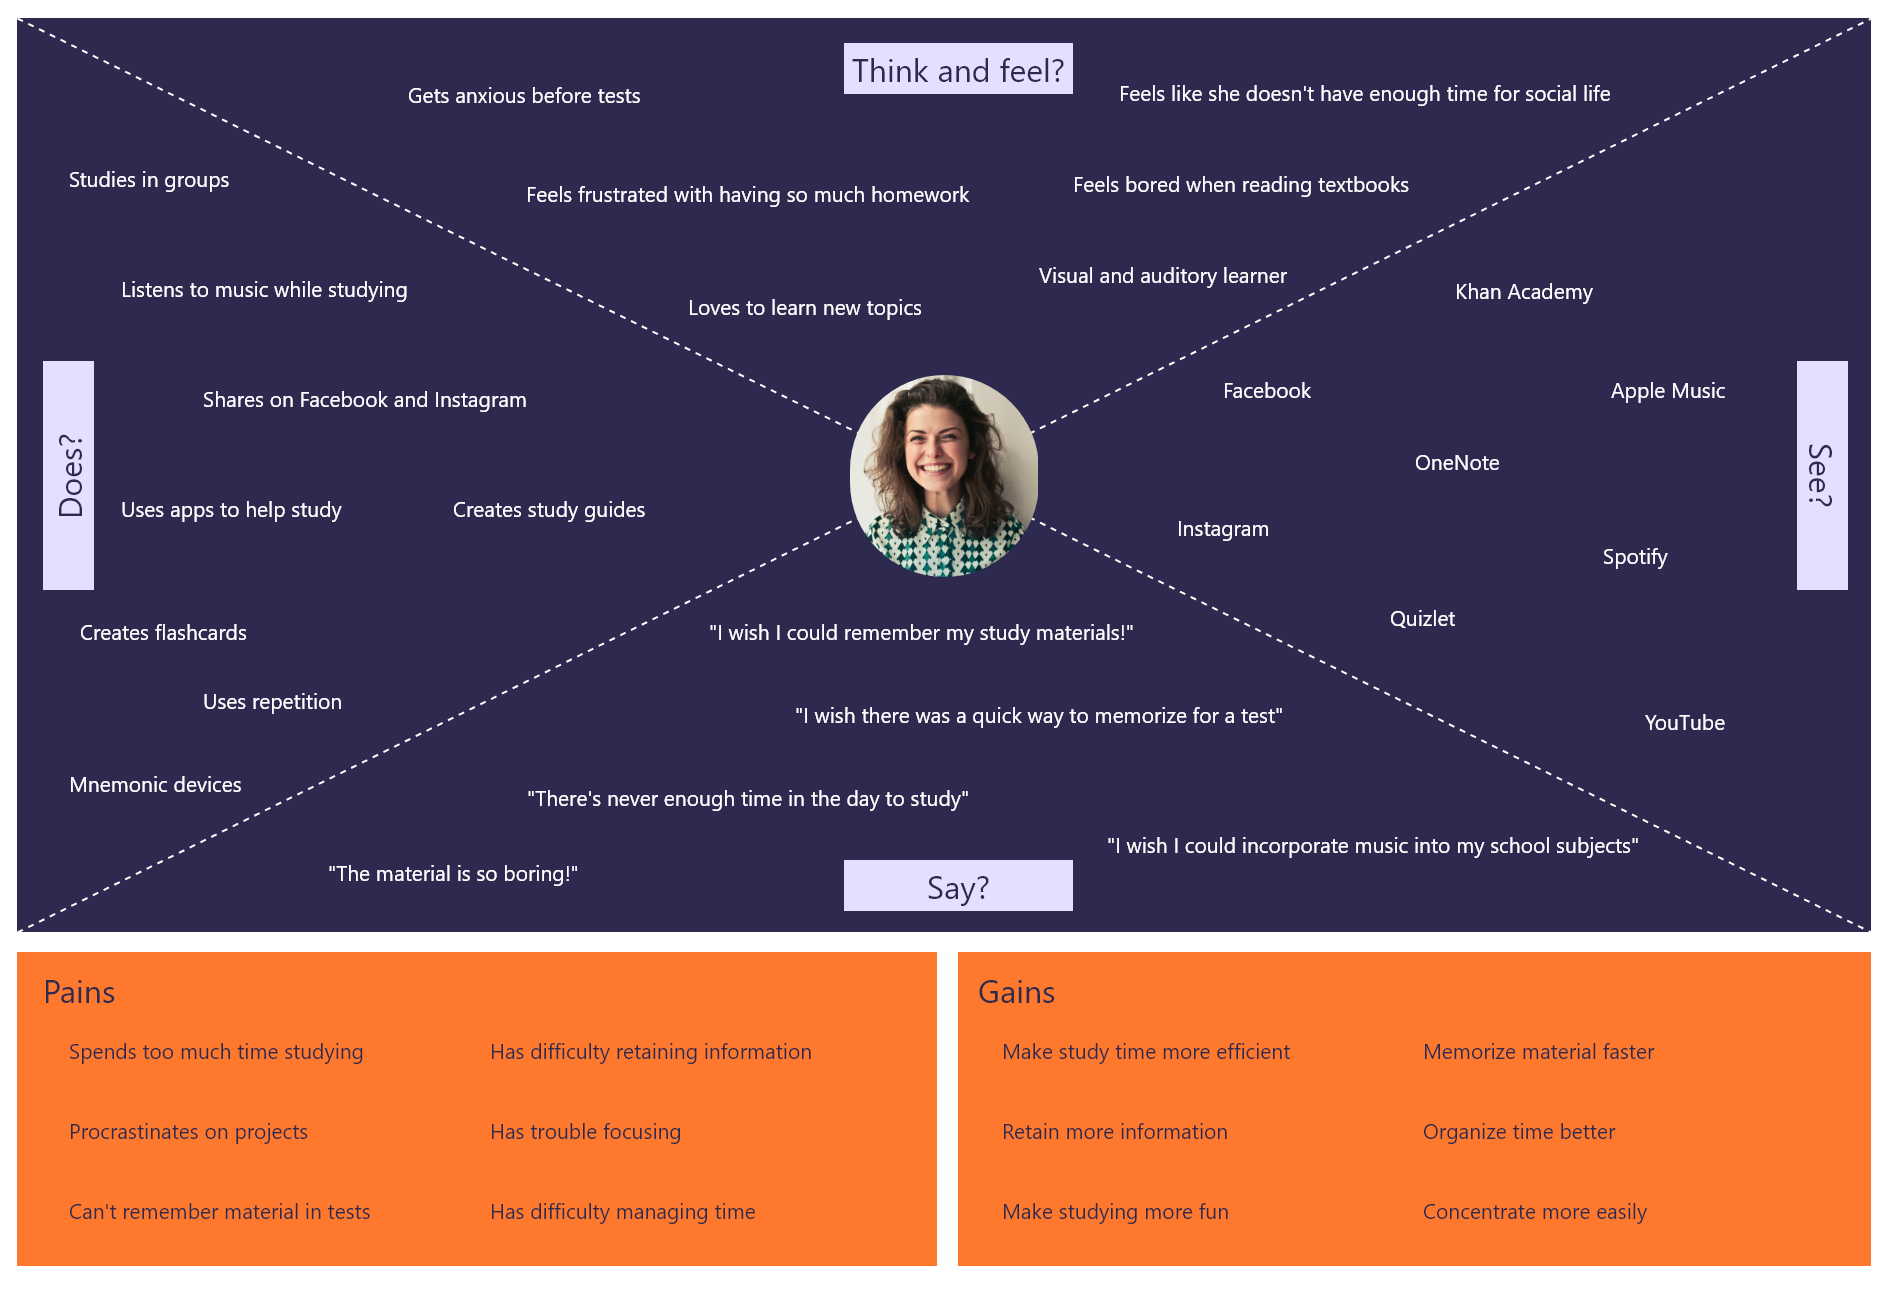 Think and feel?
Gets anxious before tests
Feels like she doesn't have enough time for social life
Feels frustrated with having so much homework
Feels bored when reading textbooks
Visual and auditory learner
Loves to learn new topics
Does?
Studies in groups
Listens to music while studying
Shares on Facebook and Instagram
Uses apps to help study
Creates study guides
Creates flashcards
Uses repetition
Mnemonic devices
See?
Khan Academy
Facebook
Apple Music
OneNote
Instagram
Spotify
Quizlet
YouTube
"I wish I could remember my study materials!"
"I wish there was a quick way to memorize for a test"
"There's never enough time in the day to study"
"I wish I could incorporate music into my school subjects"
"The material is so boring!"
Say?
Pains
Spends too much time studying
Has difficulty retaining information
Procrastinates on projects
Has trouble focusing
Can't remember material in tests
Has difficulty managing time
Gains
Make study time more efficient
Memorize material faster
Retain more information
Organize time better
Make studying more fun
Concentrate more easily